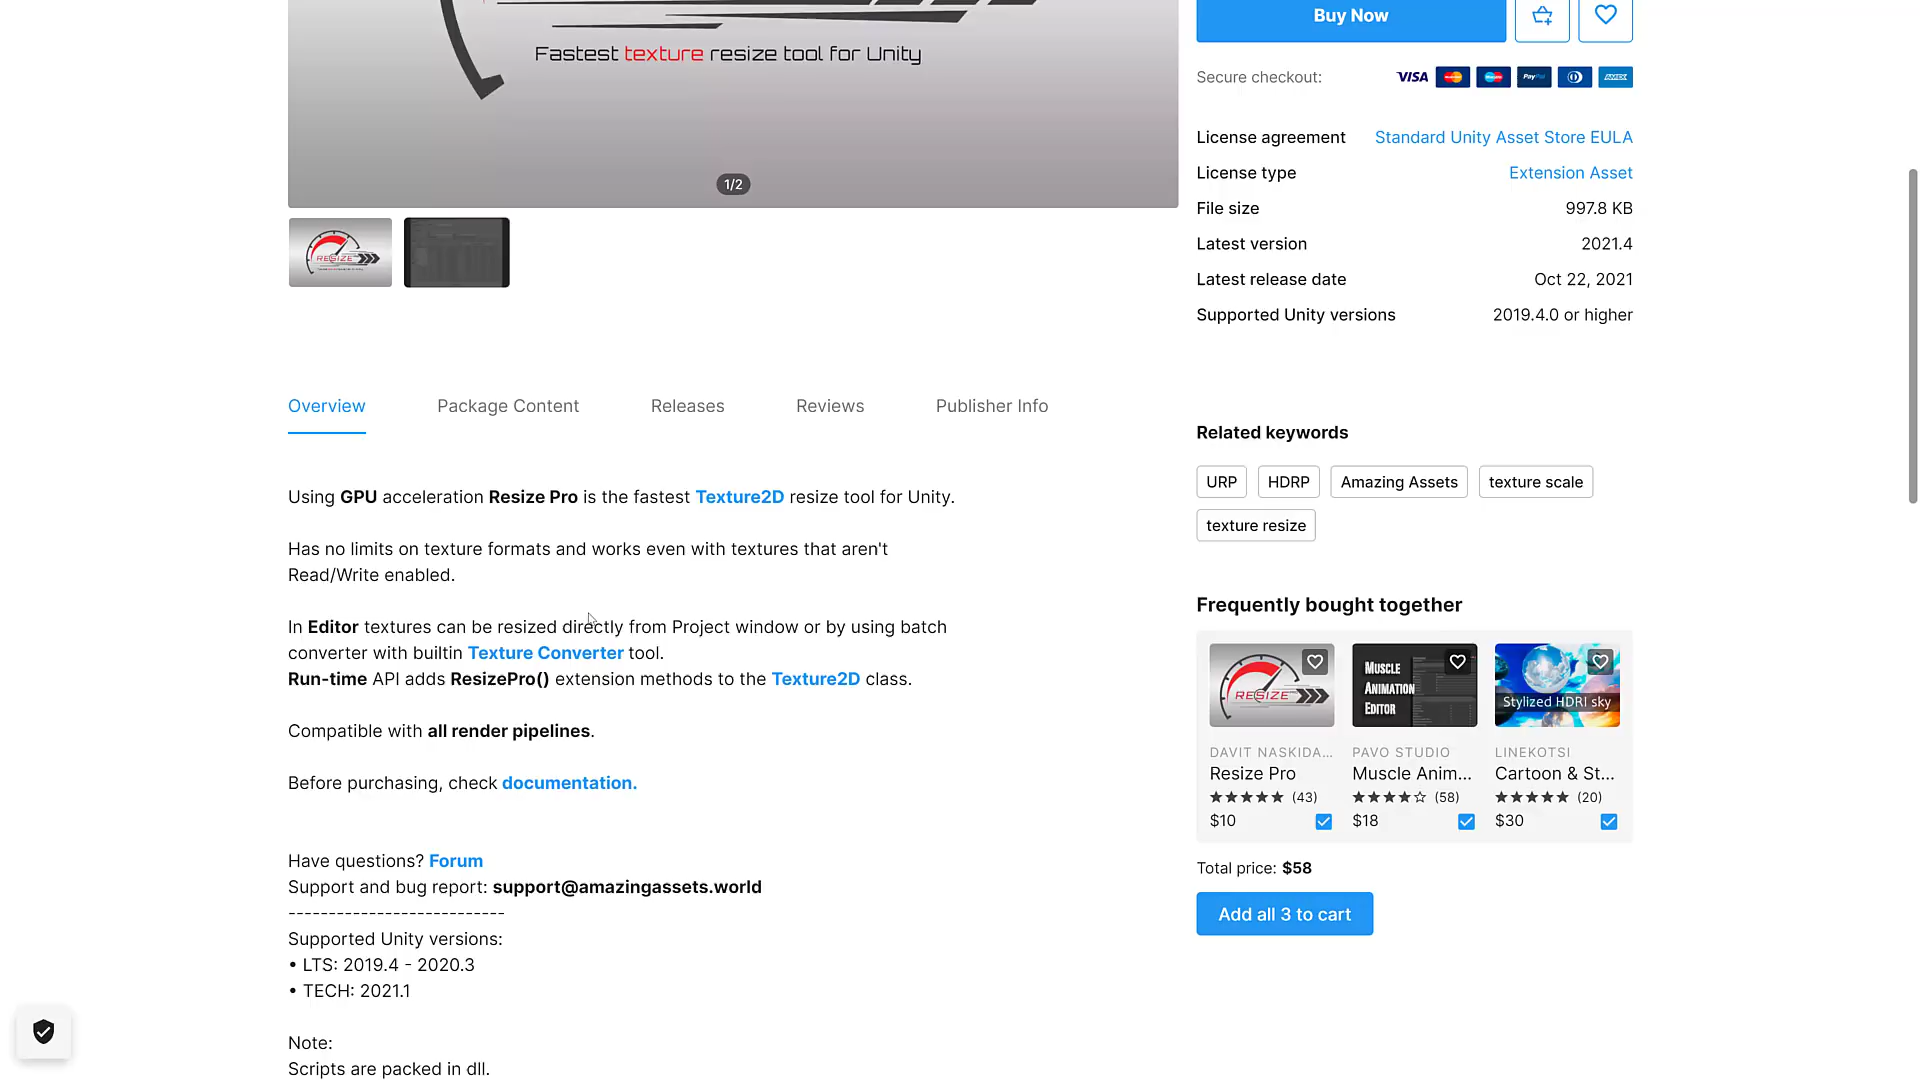 Fastest texture resize tool for Unity
1/2
RESIZE
Buy Now
Secure checkout:
VISA
PayPal
AMEX
License agreement
Standard Unity Asset Store EULA
License type
Extension Asset
File size
997.8 KB
Latest version
2021.4
Latest release date
Oct 22, 2021
Supported Unity versions
2019.4.0 or higher
Overview
Package Content
Releases
Reviews
Publisher Info
Using GPU acceleration Resize Pro is the fastest Texture2D resize tool for Unity.
Has no limits on texture formats and works even with textures that aren't
Read/Write enabled.
In Editor textures can be resized directly from Project window or by using batch
converter with builtin Texture Converter tool.
Run-time API adds ResizePro() extension methods to the Texture2D class.
Compatible with all render pipelines.
Before purchasing, check documentation.
Have questions? Forum
Support and bug report: support@amazingassets.world
---------------------------
Supported Unity versions:
• LTS: 2019.4 - 2020.3
• TECH: 2021.1
Note:
Scripts are packed in dll.
Related keywords
URP
HDRP
Amazing Assets
texture scale
texture resize
Frequently bought together
RESIZE
MUSCLE
ANIMATION
EDITOR
Stylized HDRI sky
DAVIT NASKIDA...
Resize Pro
(43)
$10
PAVO STUDIO
Muscle Anim...
(58)
$18
LINEKOTSI
Cartoon & St...
(20)
$30
Total price: $58
Add all 3 to cart